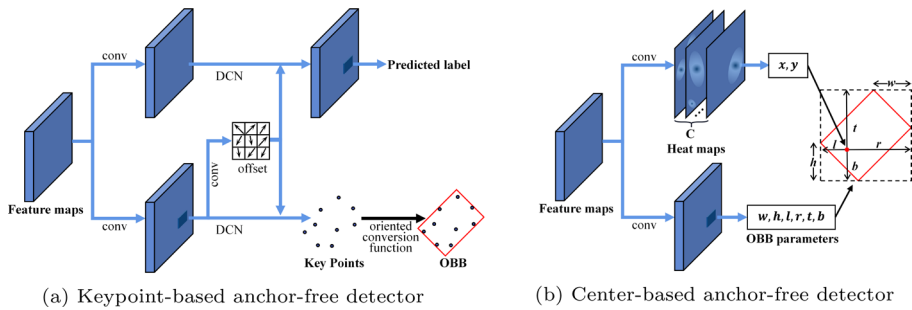 conv
DCN
Predicted label
Feature maps
conv
offset
conv
DCN
Key Points
oriented
conversion
function
OBB
(a) Keypoint-based anchor-free detector
conv
C
Heat maps
x, y
w
t
l
r
h
b
Feature maps
conv
w, h, l, r, t, b
OBB parameters
(b) Center-based anchor-free detector